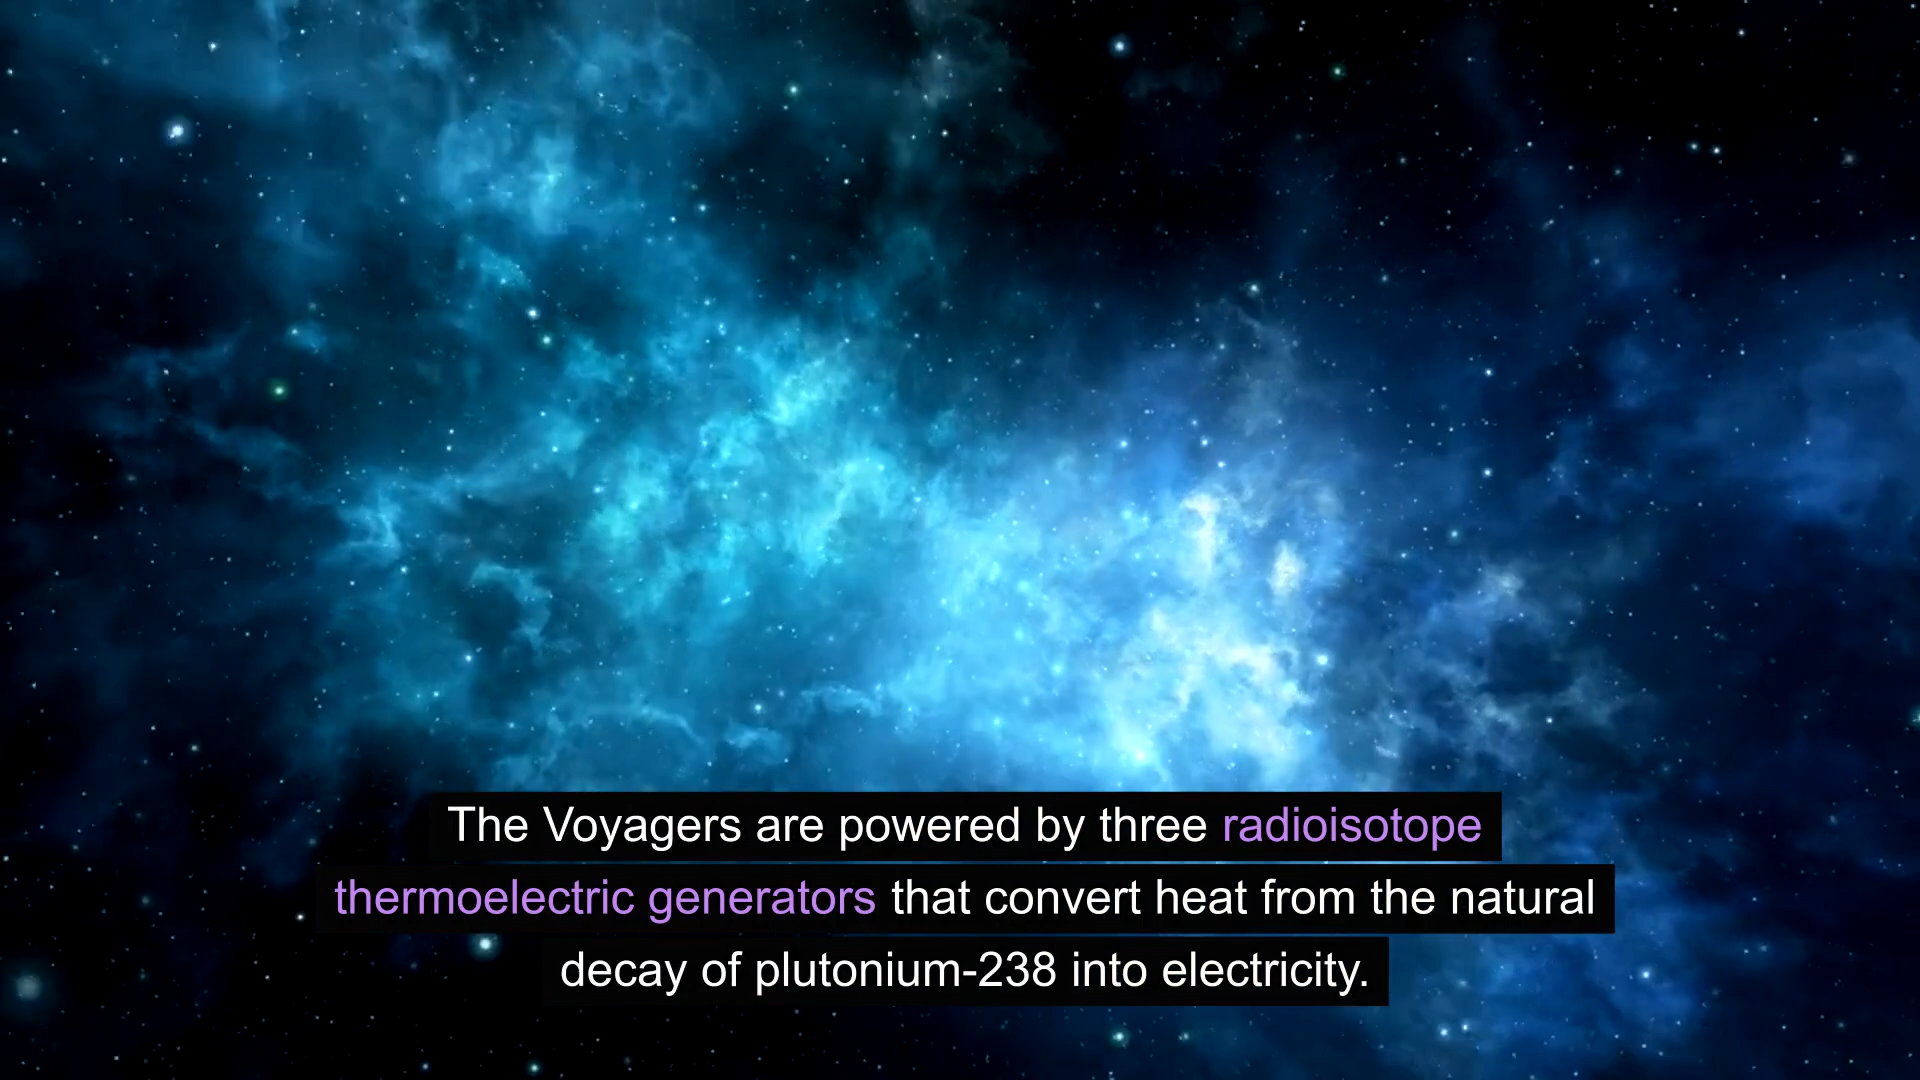 The Voyagers are powered by three radioisotope
thermoelectric generators that convert heat from the natural
decay of plutonium-238 into electricity.